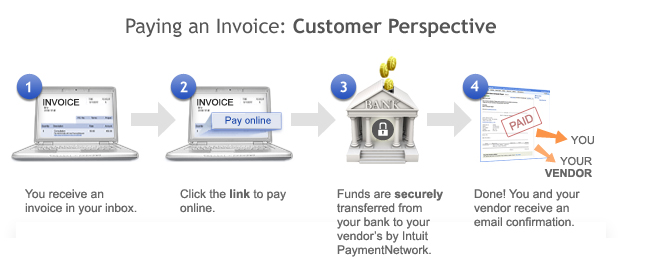 Paying an Invoice: Customer Perspective
1
INVOICE
You receive an
invoice in your inbox.
2
INVOICE
Pay online
Click the link to pay
online.
3
BANK
Funds are securely
transferred from
your bank to your
vendor's by Intuit
PaymentNetwork.
4
PAID
YOU
YOUR
VENDOR
Done! You and your
vendor receive an
email confirmation.